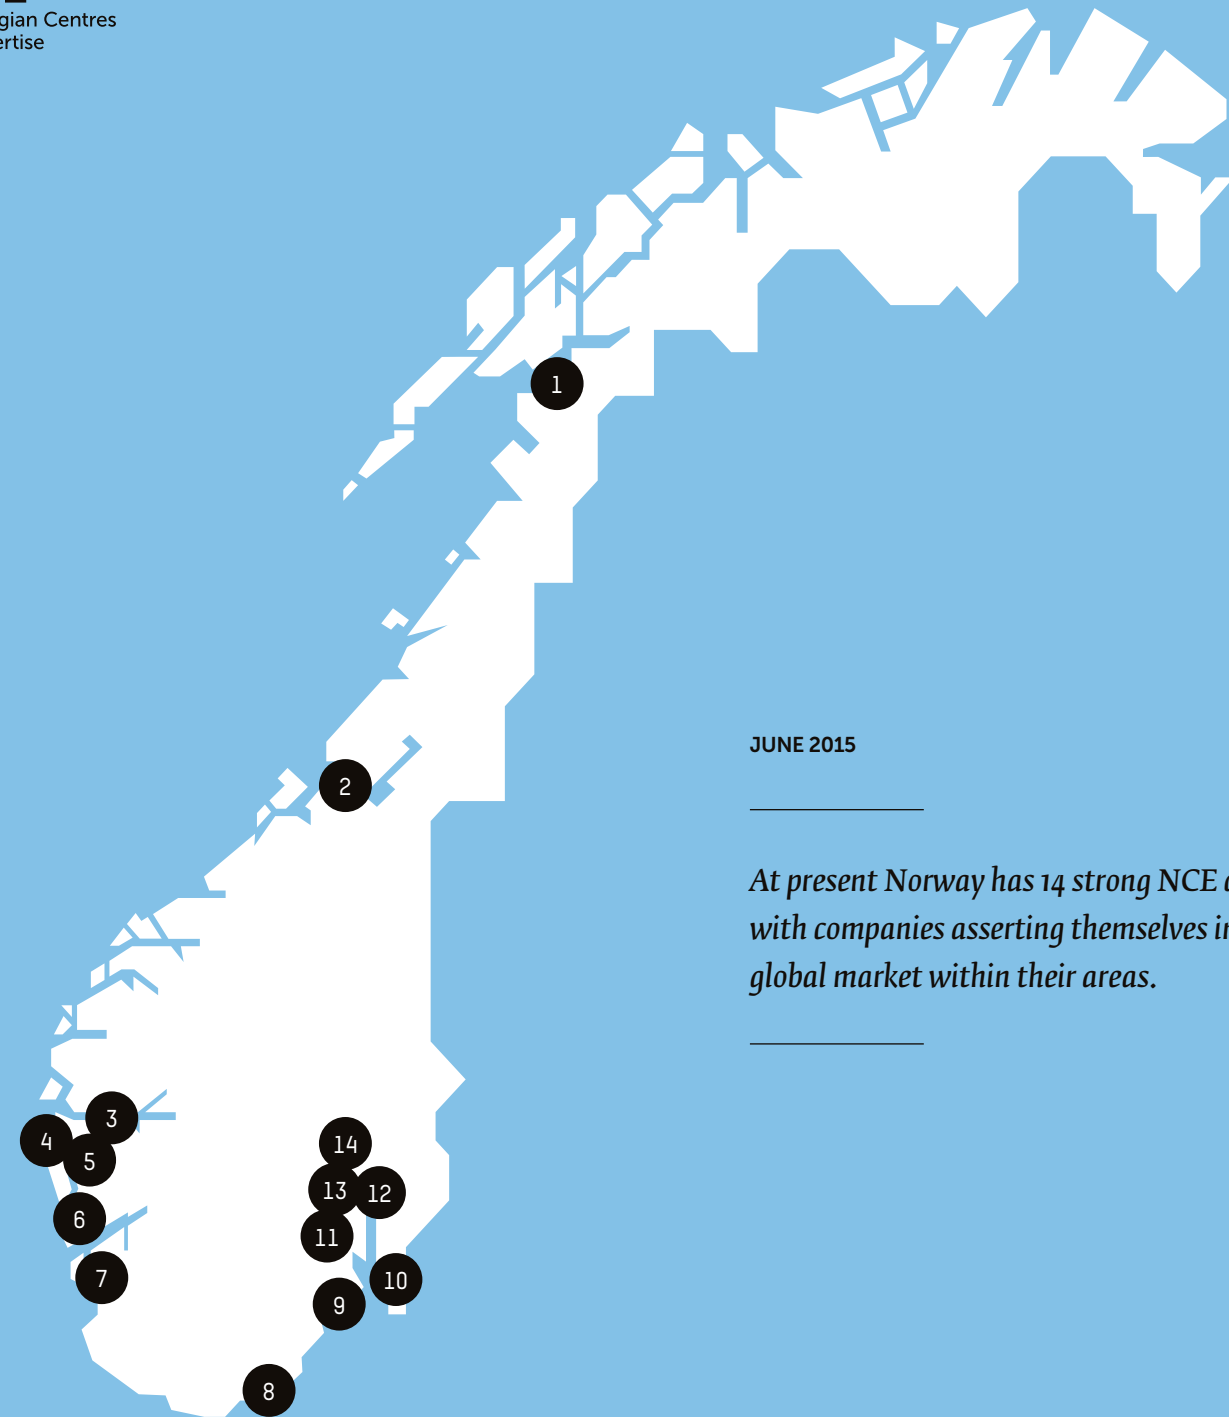 gian Centres
ertise
1
JUNE 2015
2
At present Norway has 14 strong NCE
with companies asserting themselves
global market within their areas.
3
4
5
14
13
12
6
11
7
10
9
8